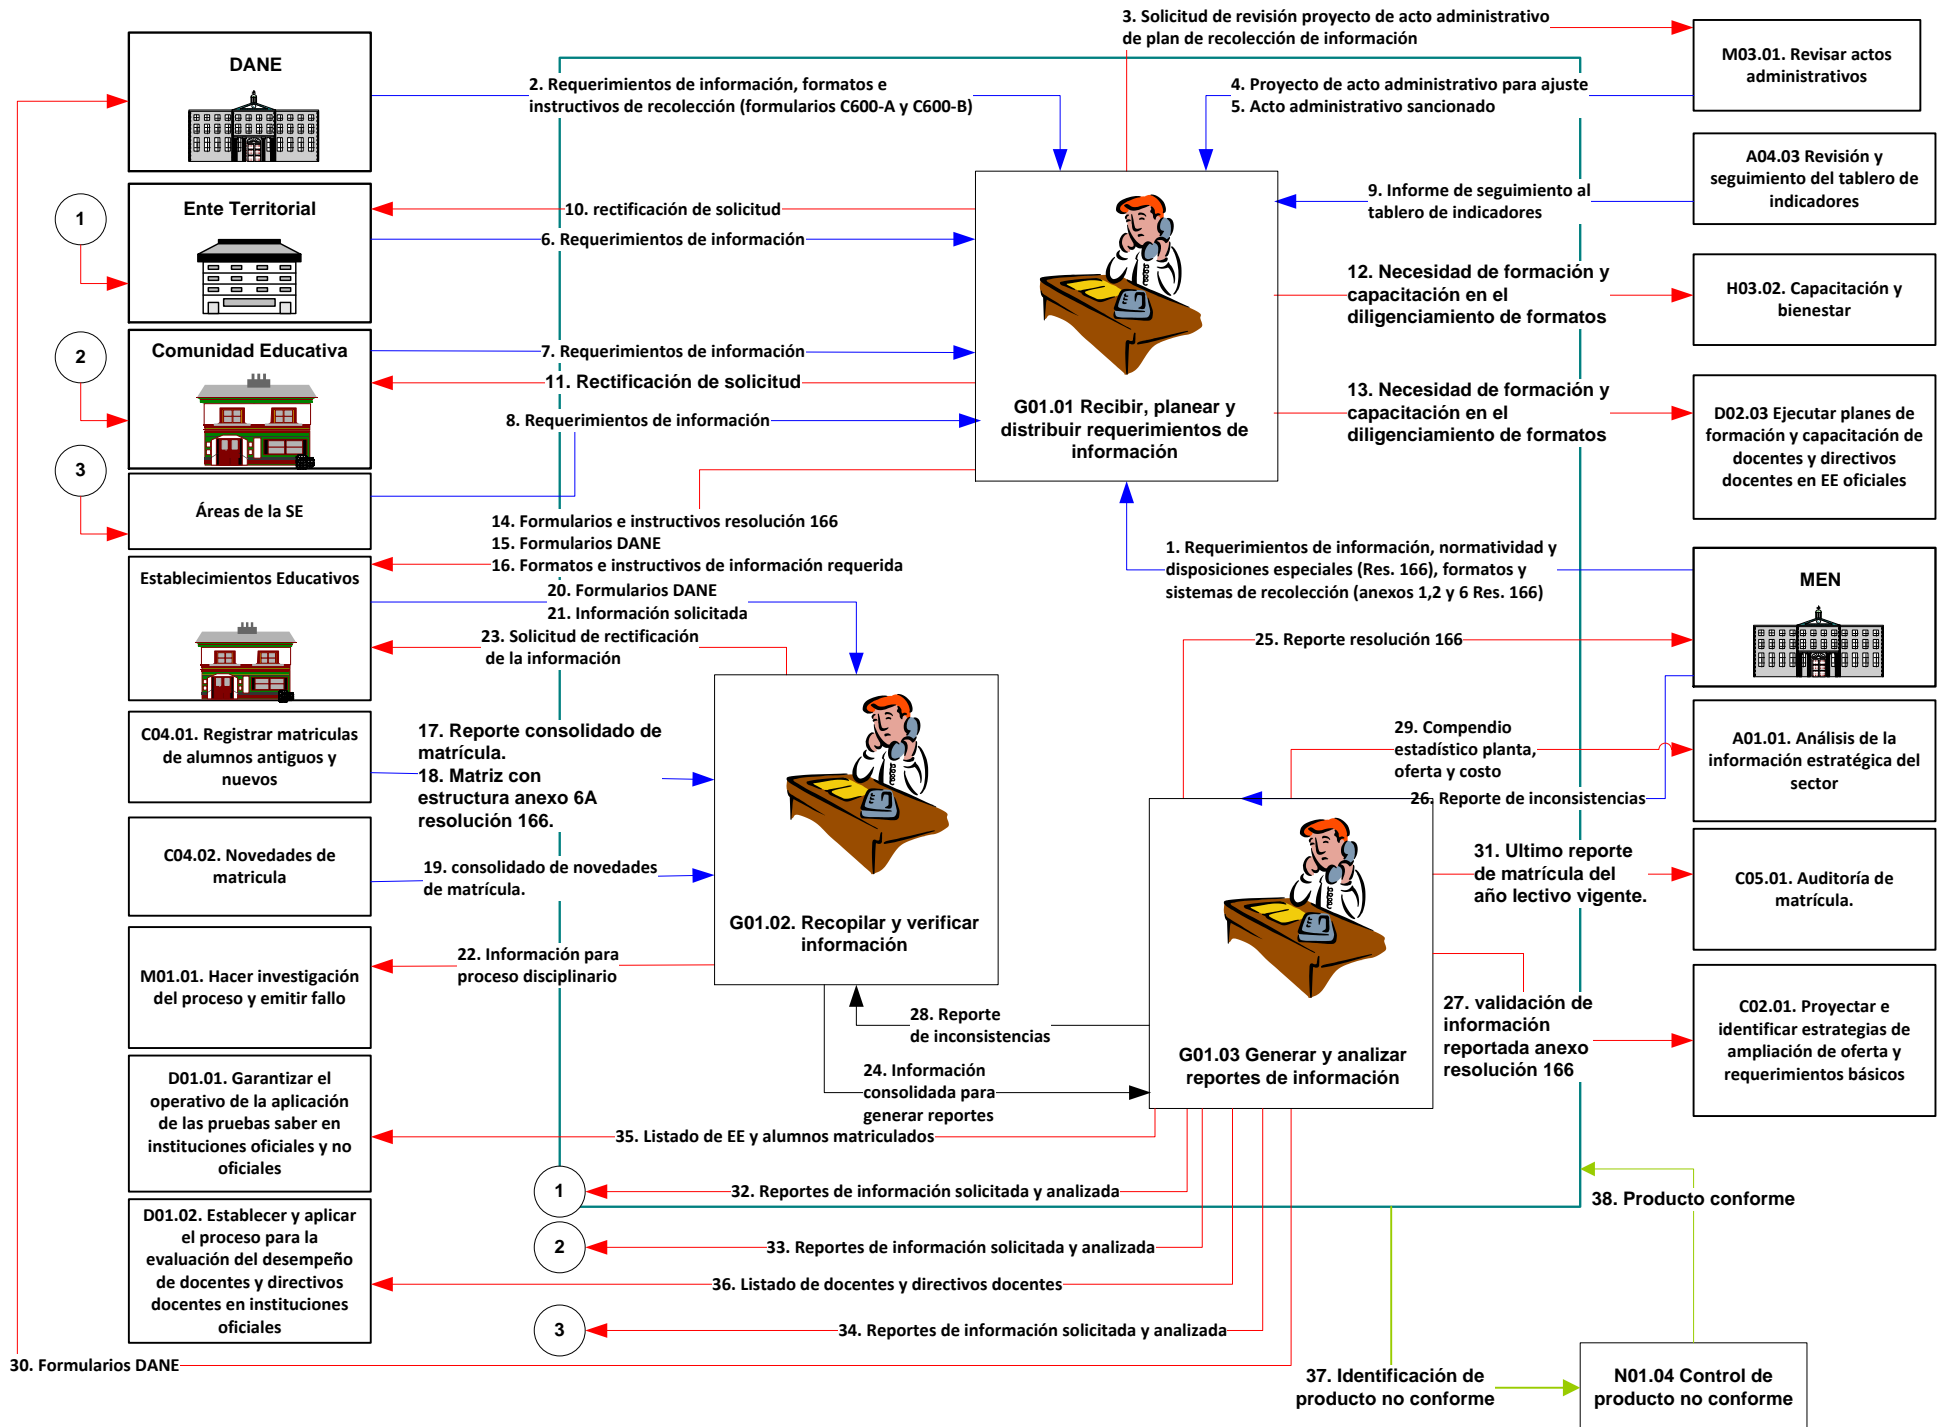 3. Solicitud de revisión proyecto de acto administrativo
de plan de recolección de información
M03.01. Revisar actos
administrativos
DANE
2. Requerimientos de información, formatos e
instructivos de recolección (formularios C600-A y C600-B)
4. Proyecto de acto administrativo para ajuste
5. Acto administrativo sancionado
A04.03 Revisión y
seguimiento del tablero de
indicadores
1
Ente Territorial
10. rectificación de solicitud
6. Requerimientos de información
9. Informe de seguimiento al
tablero de indicadores
12. Necesidad de formación y
capacitación en el
diligenciamiento de formatos
H03.02. Capacitación y
bienestar
2
Comunidad Educativa
7. Requerimientos de información
11. Rectificación de solicitud
8. Requerimientos de información
G01.01 Recibir, planear y
distribuir requerimientos de
información
13. Necesidad de formación y
capacitación en el
diligenciamiento de formatos
D02.03 Ejecutar planes de
formación y capacitación de
docentes y directivos
docentes en EE oficiales
3
Áreas de la SE
14. Formularios e instructivos resolución 166
15. Formularios DANE
16. Formatos e instructivos de información requerida
1. Requerimientos de información, normatividad y
disposiciones especiales (Res. 166), formatos y
sistemas de recolección (anexos 1,2 y 6 Res. 166)
MEN
Establecimientos Educativos
20. Formularios DANE
21. Información solicitada
23. Solicitud de rectificación
de la información
25. Reporte resolución 166
C04.01. Registrar matriculas
de alumnos antiguos y
nuevos
17. Reporte consolidado de
matrícula.
18. Matriz con
estructura anexo 6A
resolución 166.
29. Compendio
estadístico planta,
oferta y costo
A01.01. Análisis de la
información estratégica del
sector
26. Reporte de inconsistencias
C04.02. Novedades de
matricula
19. consolidado de novedades
de matrícula.
G01.02. Recopilar y verificar
información
31. Ultimo reporte
de matrícula del
año lectivo vigente.
C05.01. Auditoría de
matrícula.
M01.01. Hacer investigación
del proceso y emitir fallo
22. Información para
proceso disciplinario
28. Reporte
de inconsistencias
G01.03 Generar y analizar
reportes de información
27. validación de
información
reportada anexo
resolución 166
C02.01. Proyectar e
identificar estrategias de
ampliación de oferta y
requerimientos básicos
24. Información
consolidada para
generar reportes
D01.01. Garantizar el
operativo de la aplicación
de las pruebas saber en
instituciones oficiales y no
oficiales
35. Listado de EE y alumnos matriculados
1
32. Reportes de información solicitada y analizada
38. Producto conforme
D01.02. Establecer y aplicar
el proceso para la
evaluación del desempeño
de docentes y directivos
docentes en instituciones
oficiales
2
33. Reportes de información solicitada y analizada
36. Listado de docentes y directivos docentes
3
34. Reportes de información solicitada y analizada
30. Formularios DANE
37. Identificación de
producto no conforme
N01.04 Control de
producto no conforme